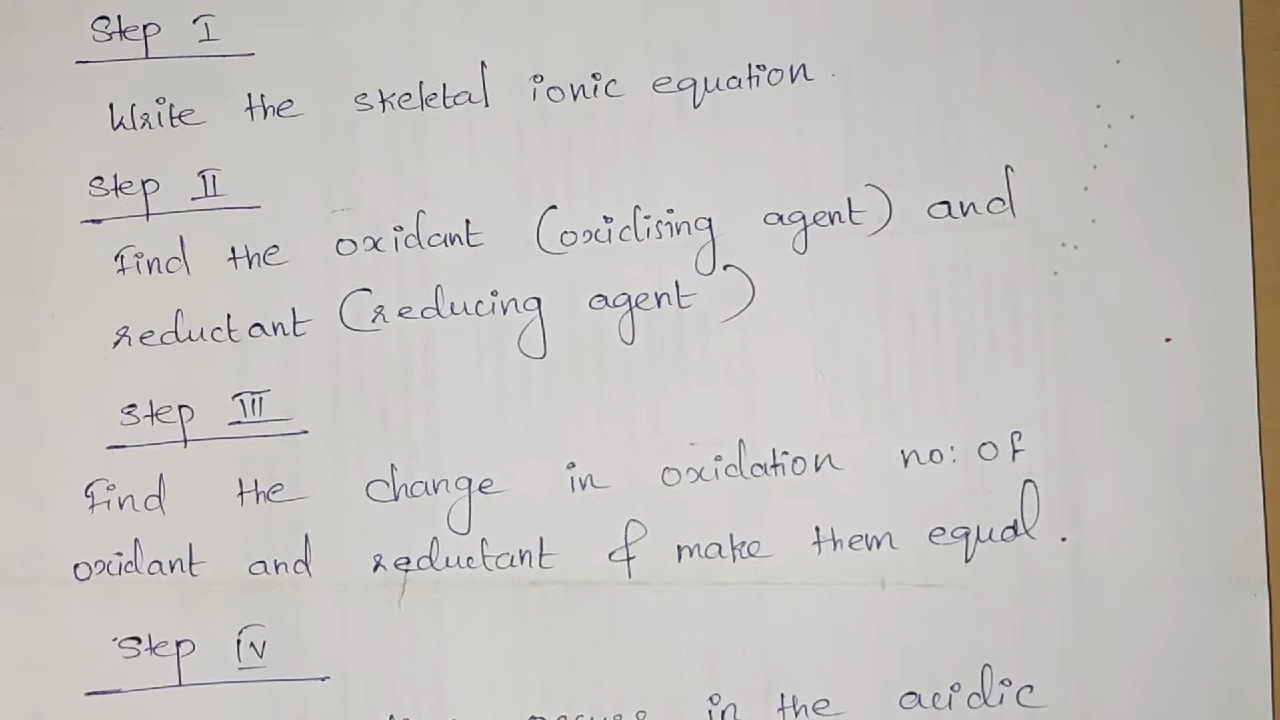 Step I
Write the skeletal ionic equation.
Step II
Find the oxidant (oxidising agent) and
reductant (reducing agent)
Step III
Find the change in oxidation no: of
oxidant and reductant & make them equal.
Step IV
in the acidic